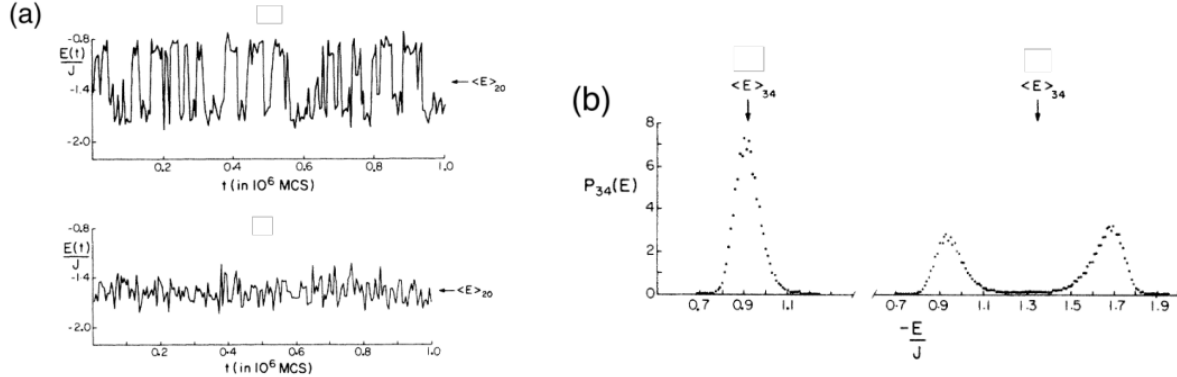 (a)
-0.8
E(t)
J
-1.4
-2.0
<E>20
0.2 0.4 0.6 0.8 1.0
t (in 10^6 MCS)
-0.8
E(t)
J
-1.4
-2.0
<E>20
0.2 0.4 0.6 0.8 1.0
t (in 10^6 MCS)
(b)
<E>34 <E>34
8
6
P34(E)
4
2
0
0.7 0.9 1.1 0.7 0.9 1.1 1.3 1.5 1.7 1.9
-E
J